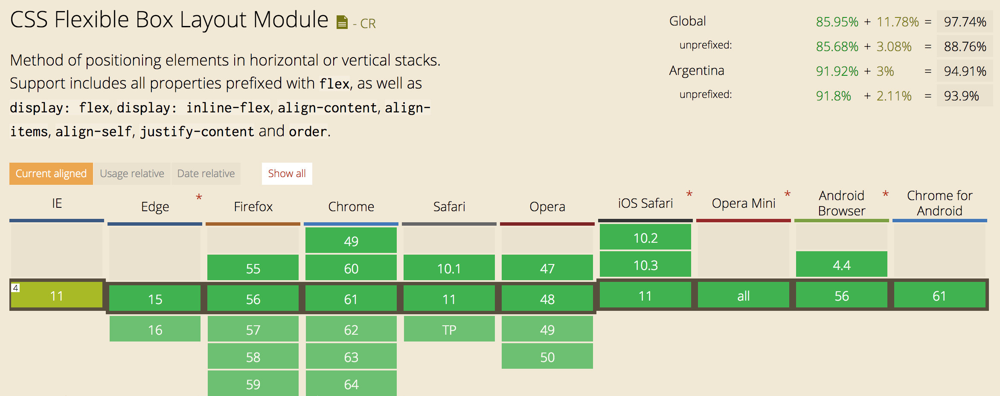 CSS Flexible Box Layout Module - CR
Method of positioning elements in horizontal or vertical stacks.
Support includes all properties prefixed with flex, as well as
display: flex, display: inline-flex, align-content, align-
items, align-self, justify-content and order.
Global 85.95% + 11.78% = 97.74%
unprefixed: 85.68% + 3.08% = 88.76%
Argentina 91.92% + 3% = 94.91%
unprefixed: 91.8% + 2.11% = 93.9%
Current aligned Usage relative Date relative Show all
IE Edge * Firefox Chrome Safari Opera iOS Safari * Opera Mini * Android Browser * Chrome for Android
49 10.2
55 60 10.1 47 10.3 4.4
4 11 15 56 61 11 48 11 all 56 61
16 57 62 TP 49
58 63 50
59 64